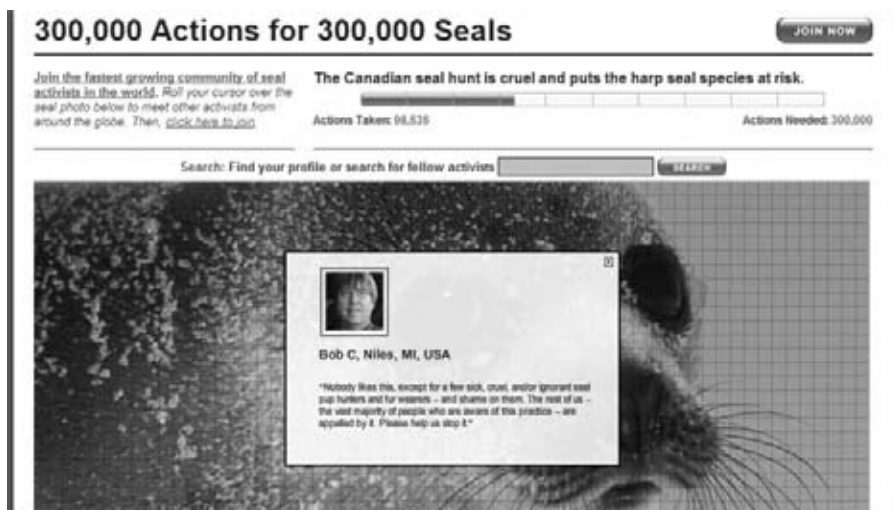 300,000 Actions for 300,000 Seals
JOIN NOW
Join the fastest growing community of seal
activists in the world. Roll your cursor over the
seal photo below to meet other activists from
around the globe. Then, click here to join.
The Canadian seal hunt is cruel and puts the harp seal species at risk.
Actions Taken: 98,535
Actions Needed: 300,000
Search: Find your profile or search for fellow activists
SEARCH
Bob C, Niles, MI, USA
"Nobody likes this, except for a few sick, cruel, and/or ignorant seal
pup hunters and fur wearers – and shame on them. The rest of us –
the vast majority of people who are aware of this practice – are
appalled by it. Please help us stop it."